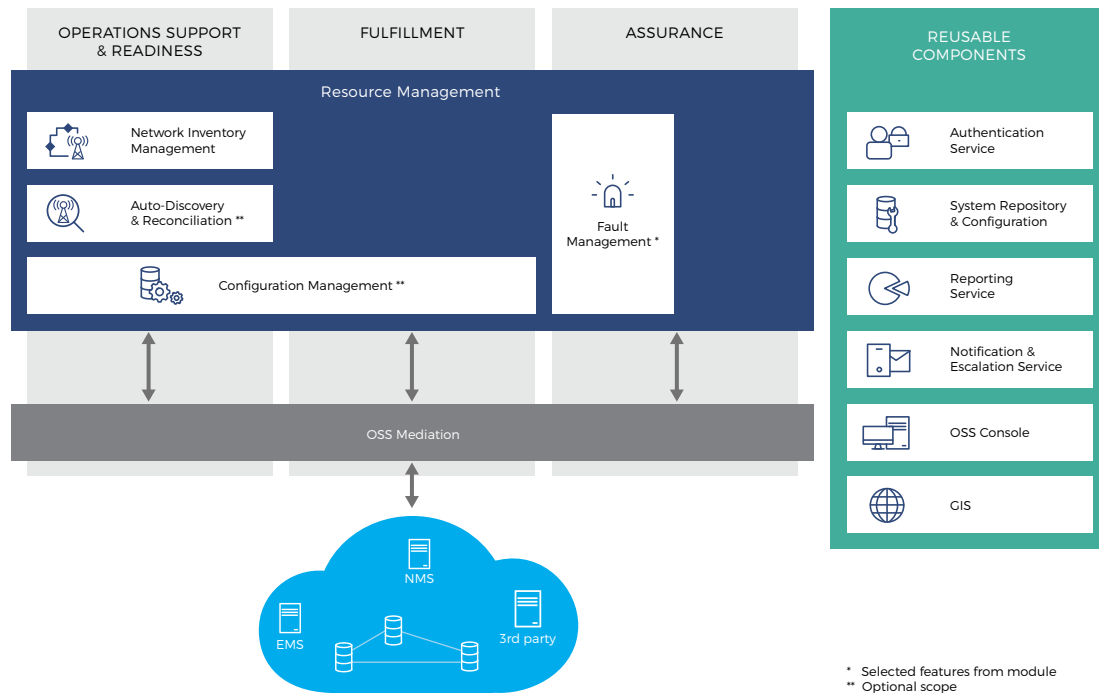 OPERATIONS SUPPORT
& READINESS
FULFILLMENT
ASSURANCE
Resource Management
Network Inventory
Management
Auto-Discovery
& Reconciliation **
Configuration Management **
Fault
Management *
OSS Mediation
NMS
EMS
3rd party
REUSABLE
COMPONENTS
Authentication
Service
System Repository
& Configuration
Reporting
Service
Notification &
Escalation Service
OSS Console
GIS
* Selected features from module
** Optional scope